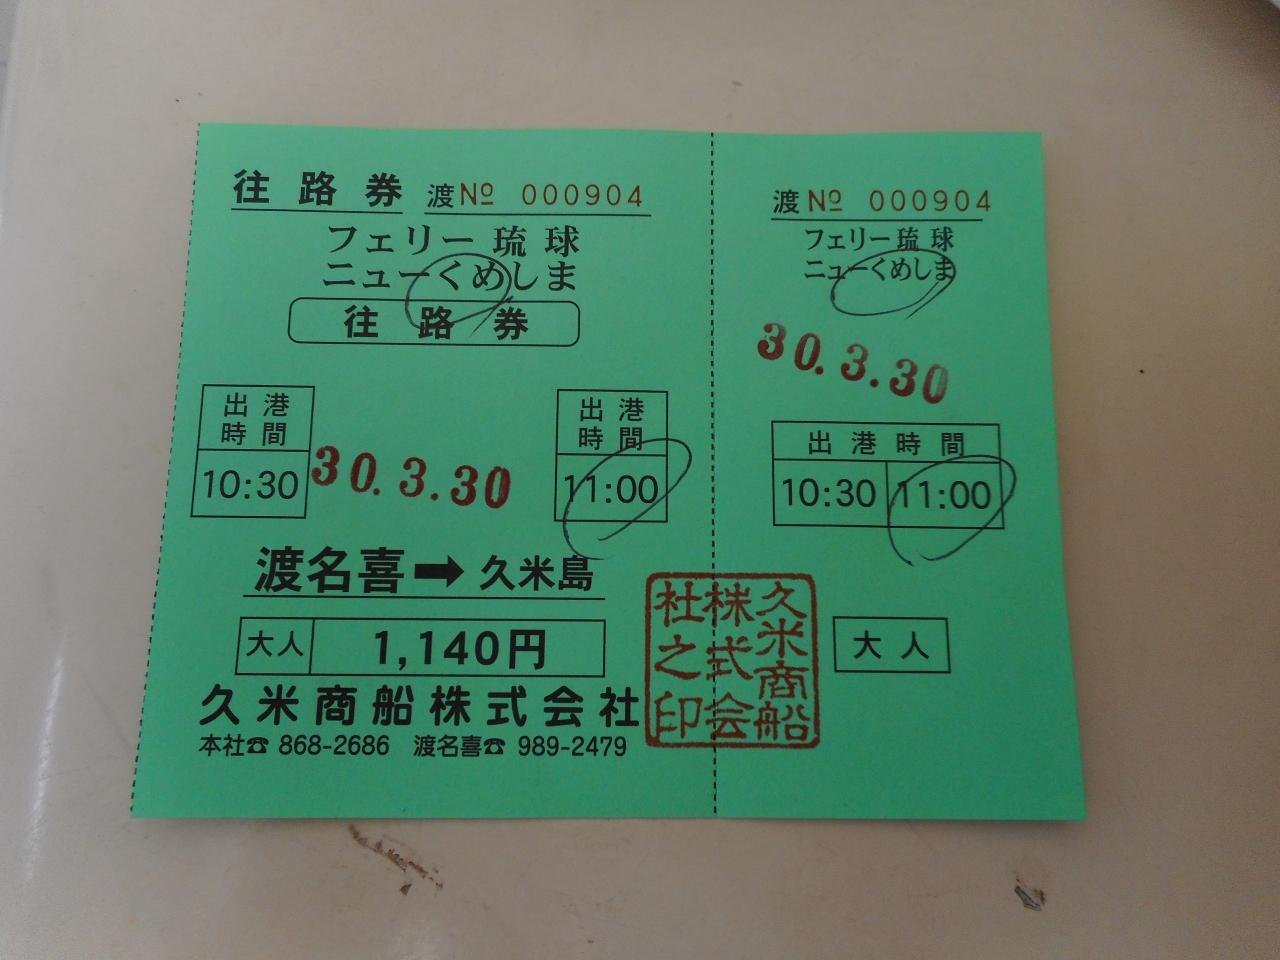 往路券 渡No 000904
フェリー琉球
ニューくめしま
往路券
出港時間
10:30
30.3.30
出港時間
11:00
渡名喜➡久米島
大人 1,140円
久米商船株式会社
本社☎868-2686 渡名喜☎989-2479
久米商船株式会社之印
渡No 000904
フェリー琉球
ニューくめしま
30.3.30
出港時間
10:30 11:00
大人